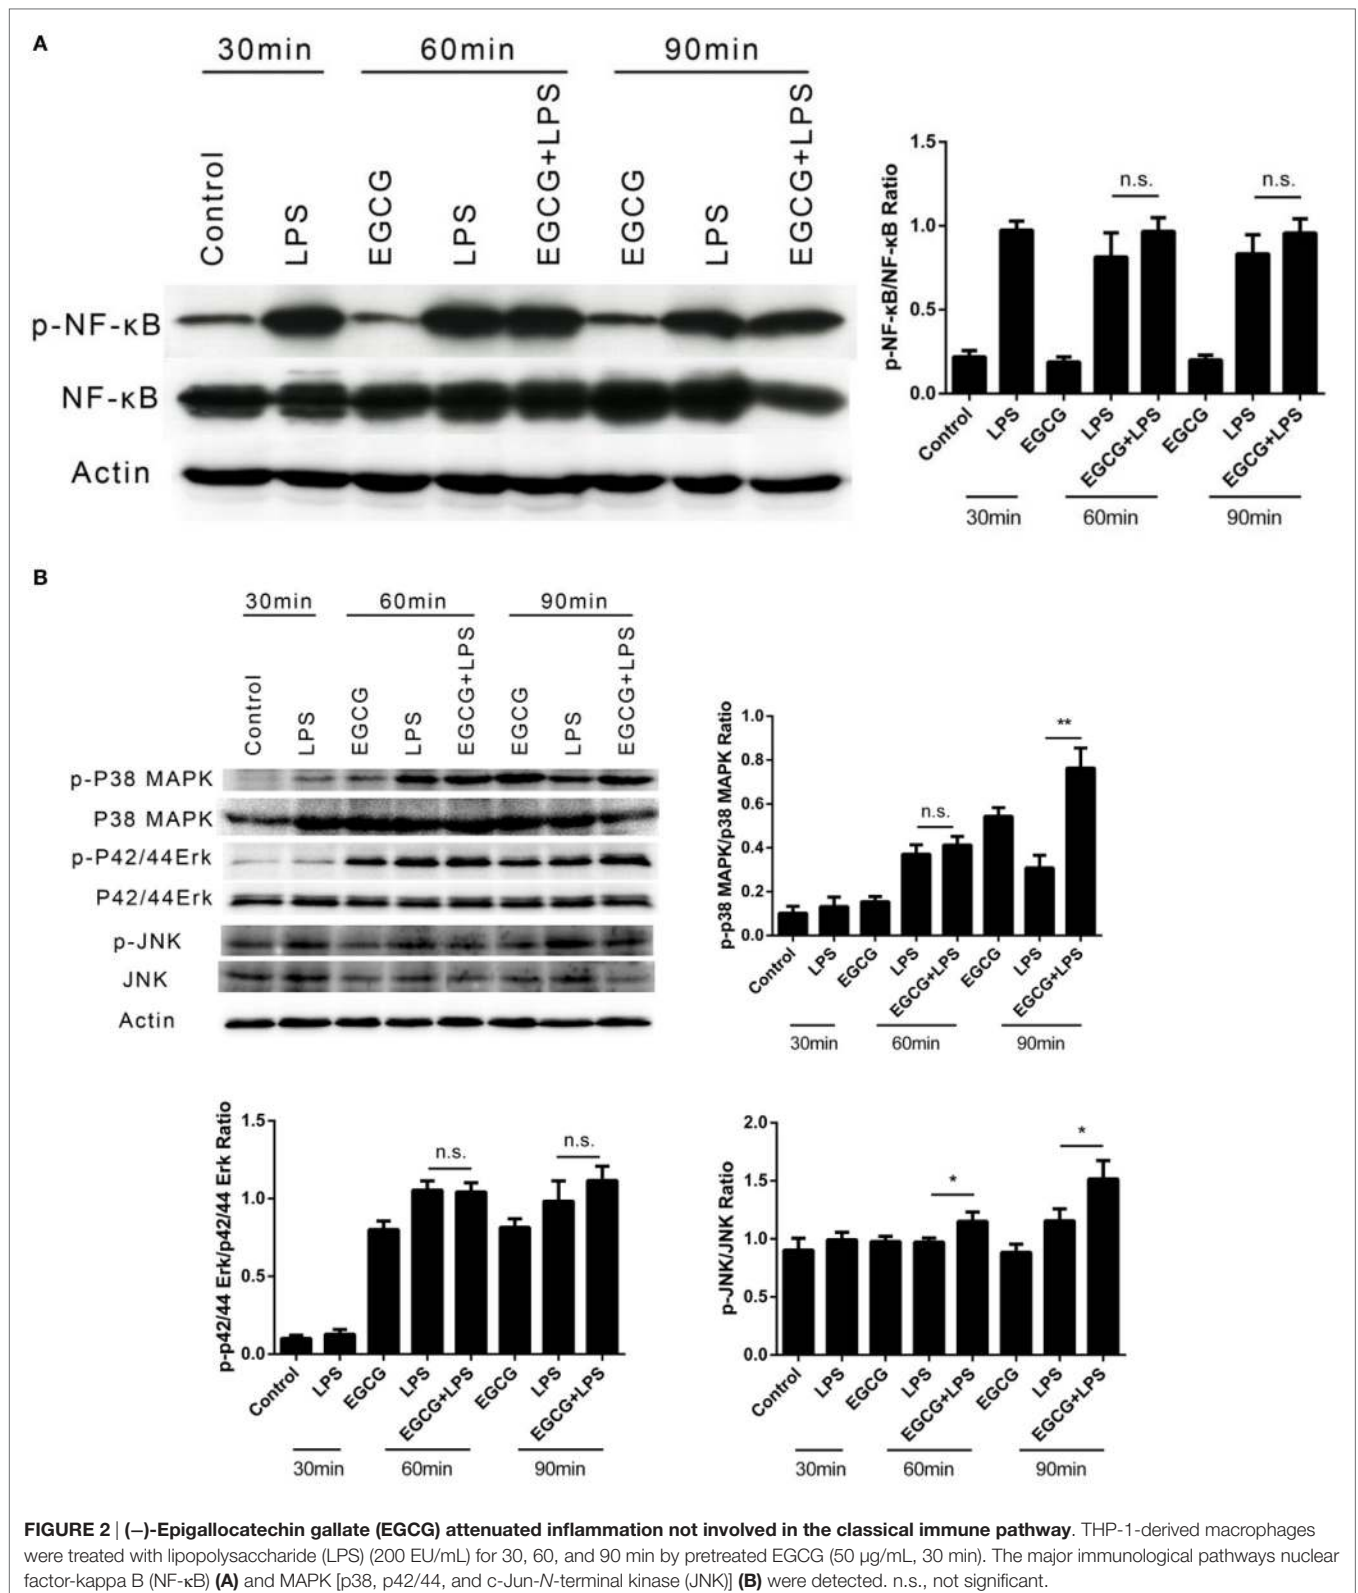 A
30min 60min 90min
Control LPS EGCG LPS EGCG+LPS EGCG LPS EGCG+LPS
p-NF-κB
NF-κB
Actin
p-NF-κB/NF-κB Ratio
1.5
1.0
0.5
0.0
n.s. n.s.
Control LPS EGCG LPS EGCG+LPS EGCG LPS EGCG+LPS
30min 60min 90min
B
30min 60min 90min
Control LPS EGCG LPS EGCG+LPS EGCG LPS EGCG+LPS
p-P38 MAPK
P38 MAPK
p-P42/44Erk
P42/44Erk
p-JNK
JNK
Actin
p-p38 MAPK/p38 MAPK Ratio
1.0
0.8
0.6
0.4
0.2
0.0
n.s. **
Control LPS EGCG LPS EGCG+LPS EGCG LPS EGCG+LPS
30min 60min 90min
p-p42/44 Erk/p42/44 Erk Ratio
1.5
1.0
0.5
0.0
n.s. n.s.
Control LPS EGCG LPS EGCG+LPS EGCG LPS EGCG+LPS
30min 60min 90min
p-JNK/JNK Ratio
2.0
1.5
1.0
0.5
0.0
* *
Control LPS EGCG LPS EGCG+LPS EGCG LPS EGCG+LPS
30min 60min 90min
FIGURE 2 | (−)-Epigallocatechin gallate (EGCG) attenuated inflammation not involved in the classical immune pathway. THP-1-derived macrophages
were treated with lipopolysaccharide (LPS) (200 EU/mL) for 30, 60, and 90 min by pretreated EGCG (50 μg/mL, 30 min). The major immunological pathways nuclear
factor-kappa B (NF-κB) (A) and MAPK [p38, p42/44, and c-Jun-N-terminal kinase (JNK)] (B) were detected. n.s., not significant.